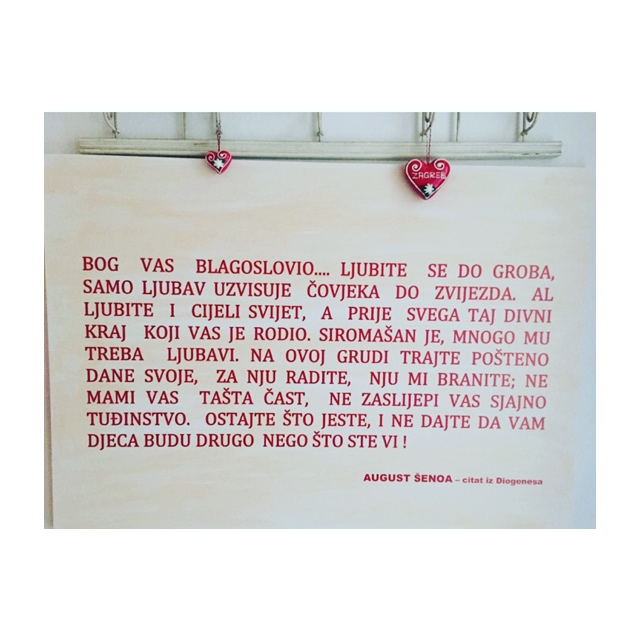 ZAGREB
BOG VAS BLAGOSLOVIO.... LJUBITE SE DO GROBA,
SAMO LJUBAV UZVISUJE ČOVJEKA DO ZVIJEZDA. AL
LJUBITE I CIJELI SVIJET, A PRIJE SVEGA TAJ DIVNI
KRAJ KOJI VAS JE RODIO. SIROMAŠAN JE, MNOGO MU
TREBA LJUBAVI. NA OVOJ GRUDI TRAJTE POŠTENO
DANE SVOJE, ZA NJU RADITE, NJU MI BRANITE; NE
MAMI VAS TAŠTA ČAST, NE ZASLIJEPI VAS SJAJNO
TUĐINSTVO. OSTAJTE ŠTO JESTE, I NE DAJTE DA VAM
DJECA BUDU DRUGO NEGO ŠTO STE VI !
AUGUST ŠENOA – citat iz Diogenesa